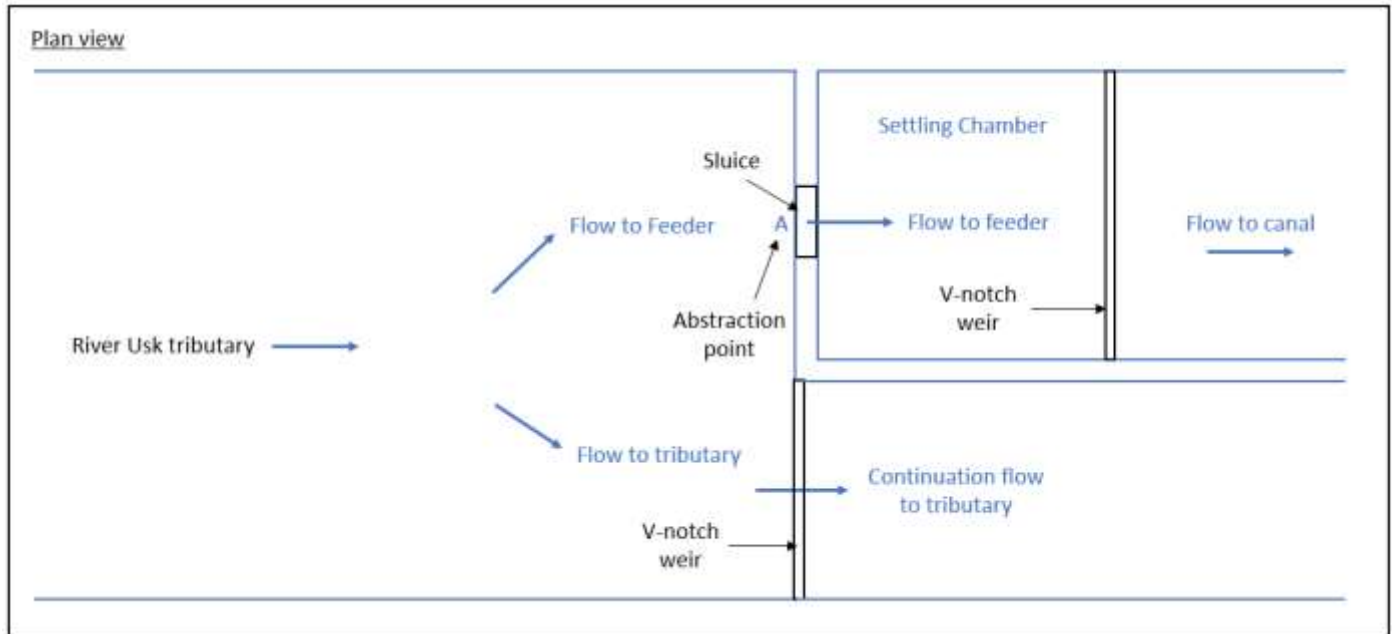 Plan view
Settling Chamber
Sluice
Flow to Feeder
A
Flow to feeder
Flow to canal
V-notch
weir
Abstraction
point
River Usk tributary
Flow to tributary
Continuation flow
to tributary
V-notch
weir